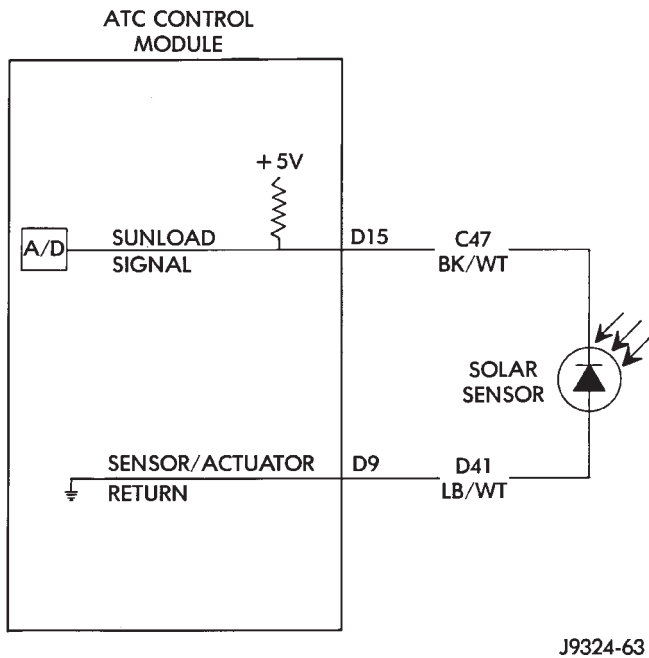 ATC CONTROL
MODULE
+5V
A/D
SUNLOAD
SIGNAL
D15
C47
BK/WT
SOLAR
SENSOR
SENSOR/ACTUATOR
RETURN
D9
D41
LB/WT
J9324-63